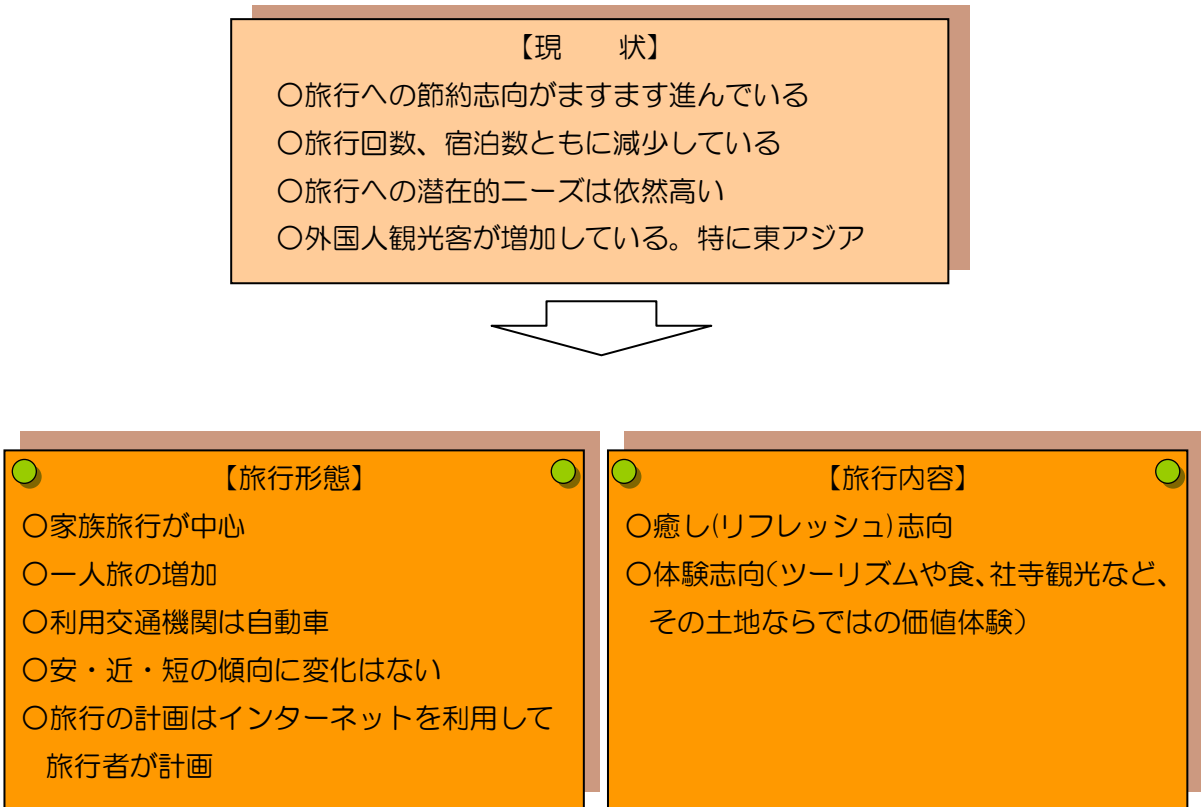 【現　　状】
○旅行への節約志向がますます進んでいる
○旅行回数、宿泊数ともに減少している
○旅行への潜在的ニーズは依然高い
○外国人観光客が増加している。特に東アジア
【旅行形態】
○家族旅行が中心
○一人旅の増加
○利用交通機関は自動車
○安・近・短の傾向に変化はない
○旅行の計画はインターネットを利用して
旅行者が計画
【旅行内容】
○癒し(リフレッシュ)志向
○体験志向（ツーリズムや食、社寺観光など、
その土地ならではの価値体験）